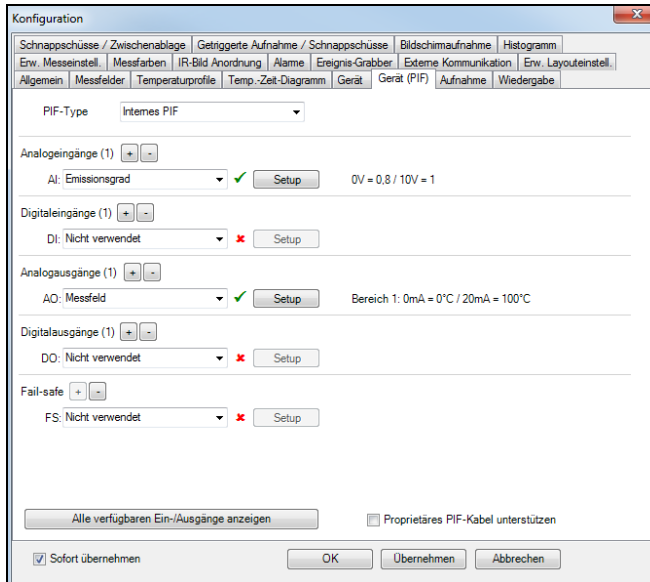 Konfiguration
x
Schnappschüsse / Zwischenablage Getriggerte Aufnahme / Schnappschüsse Bildschirmaufnahme Histogramm
Erw. Messeinstell. Messfarben IR-Bild Anordnung Alarme Ereignis-Grabber Externe Kommunikation Erw. Layouteinstell.
Allgemein Messfelder Temperaturprofile Temp.-Zeit-Diagramm Gerät Gerät (PIF) Aufnahme Wiedergabe
PIF-Type Internes PIF
Analogeingänge (1) + -
AI: Emissionsgrad Setup 0V = 0,8 / 10V = 1
Digitaleingänge (1) + -
DI: Nicht verwendet Setup
Analogausgänge (1) + -
AO: Messfeld Setup Bereich 1: 0mA = 0°C / 20mA = 100°C
Digitalausgänge (1) + -
DO: Nicht verwendet Setup
Fail-safe + -
FS: Nicht verwendet Setup
Alle verfügbaren Ein-/Ausgänge anzeigen Proprietäres PIF-Kabel unterstützen
Sofort übernehmen OK Übernehmen Abbrechen